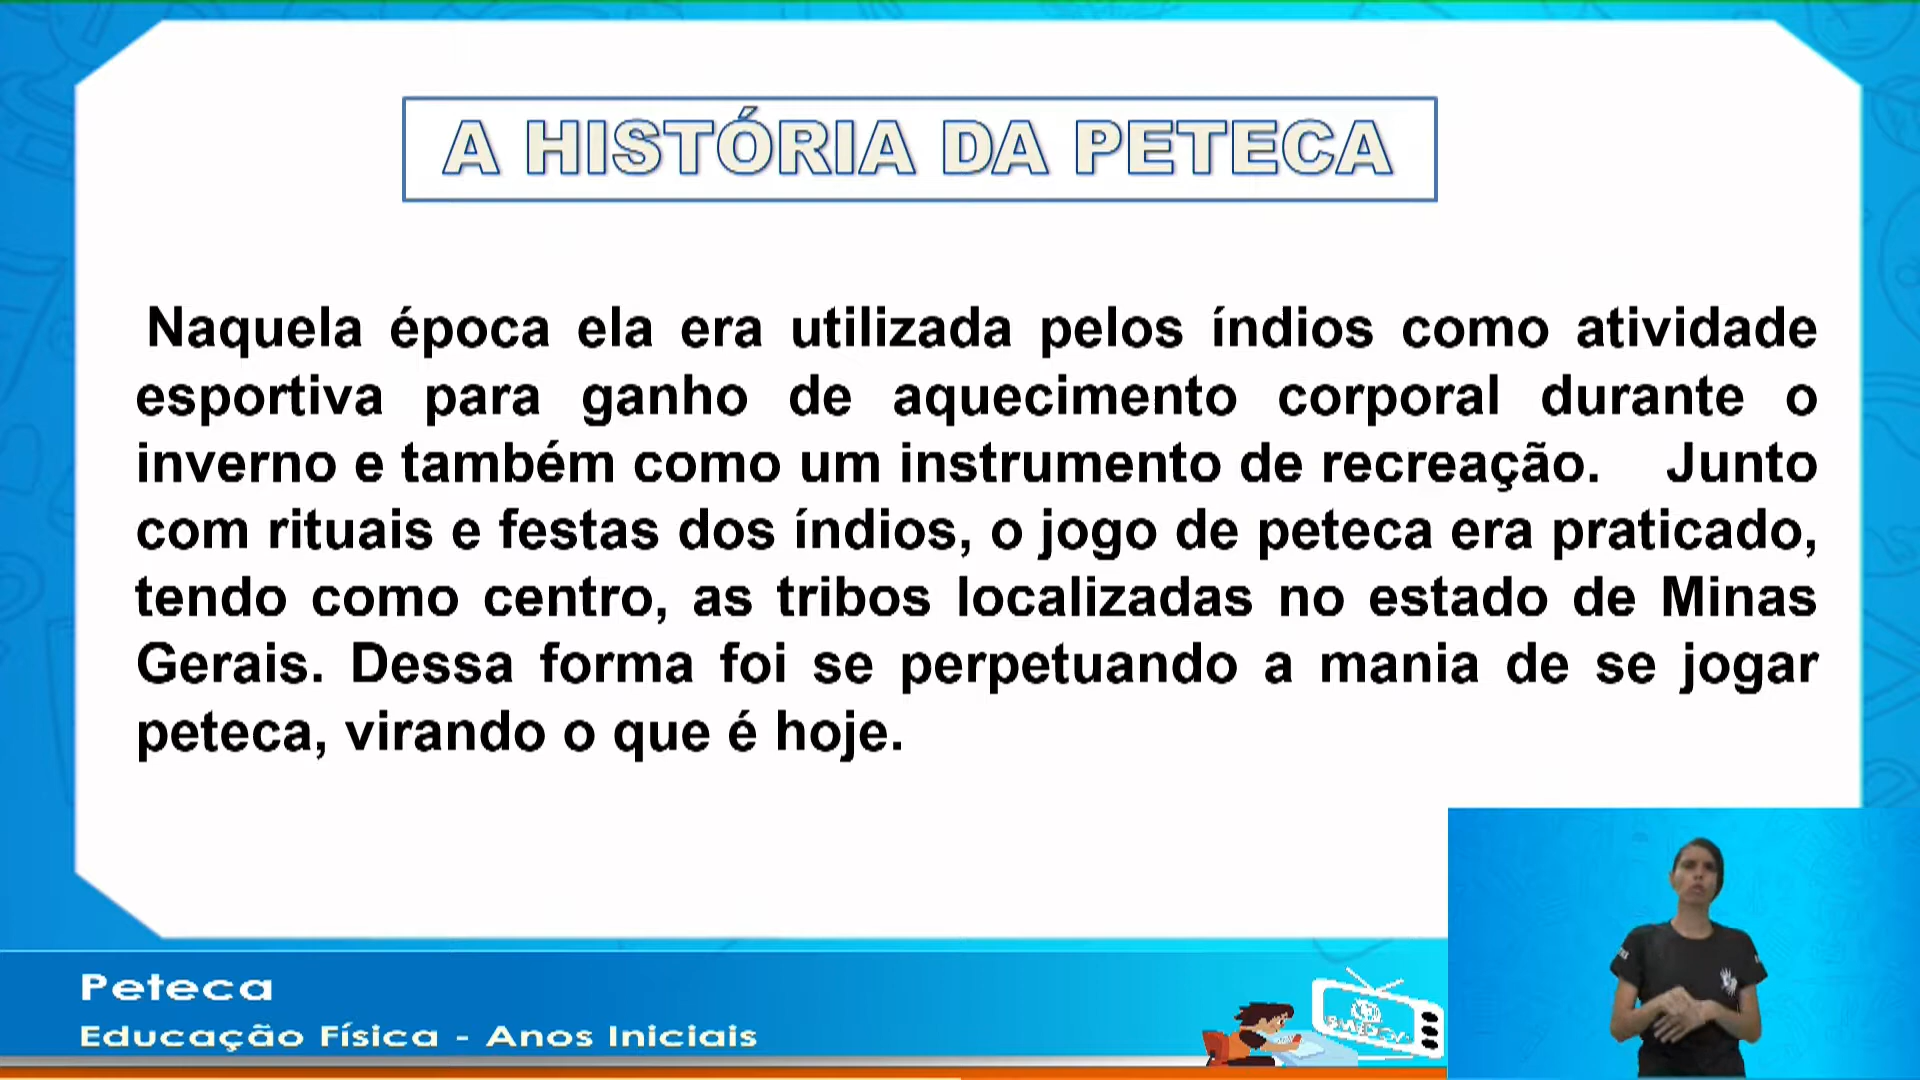 A HISTÓRIA DA PETECA
Naquela época ela era utilizada pelos índios como atividade
esportiva para ganho de aquecimento corporal durante o
inverno e também como um instrumento de recreação. Junto
com rituais e festas dos índios, o jogo de peteca era praticado,
tendo como centro, as tribos localizadas no estado de Minas
Gerais. Dessa forma foi se perpetuando a mania de se jogar
peteca, virando o que é hoje.
Peteca
Educação Física - Anos Iniciais